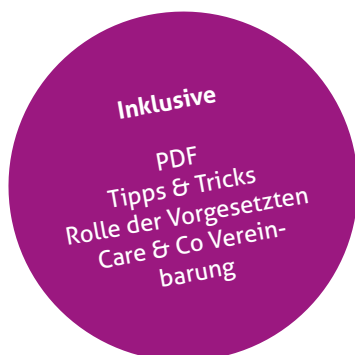 Inklusive
PDF
Tipps & Tricks
Rolle der Vorgesetzten
Care & Co Verein-
barung